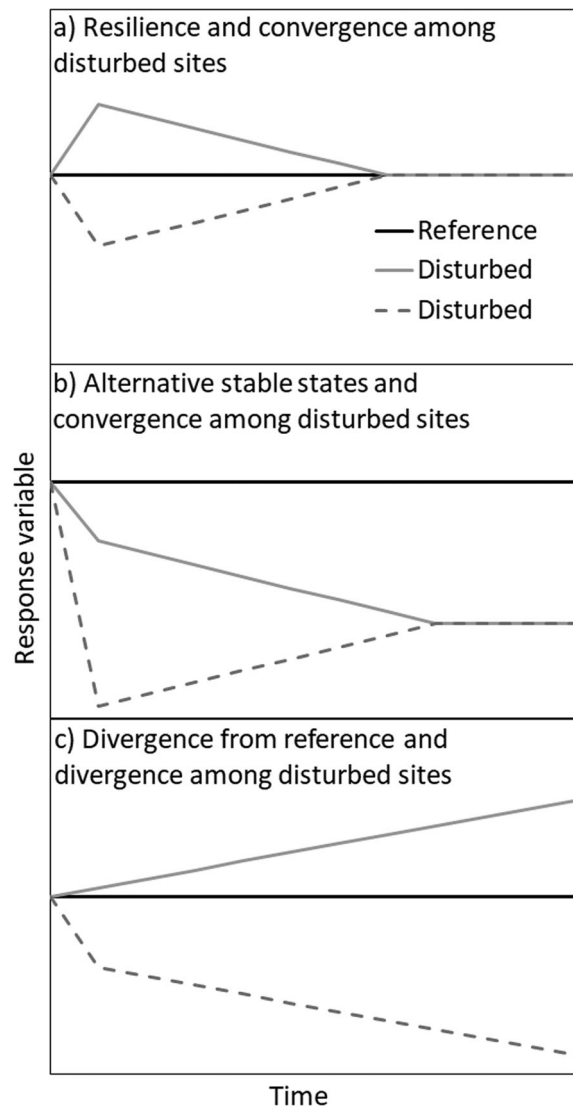 a) Resilience and convergence among
disturbed sites
Reference
Disturbed
Disturbed
b) Alternative stable states and
convergence among disturbed sites
Response variable
c) Divergence from reference and
divergence among disturbed sites
Time